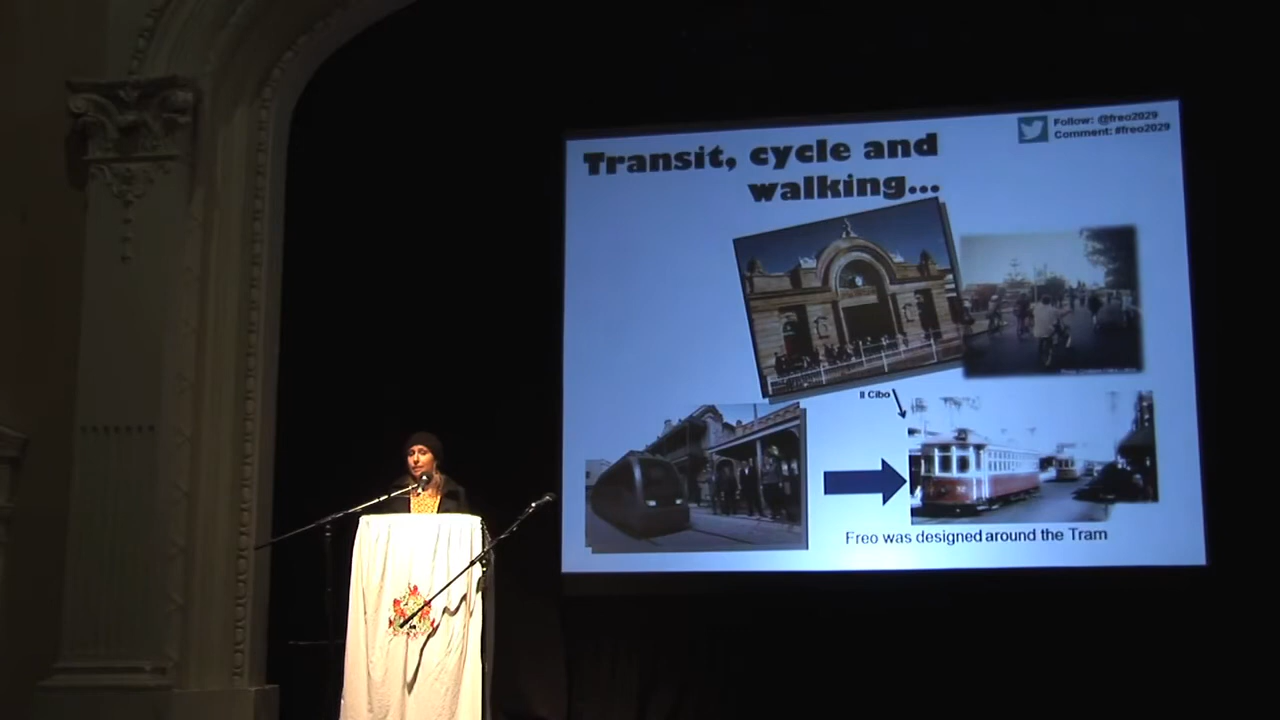 Transit, cycle and
walking...
Follow: @freo2029
Comment: #freo2029
Il Cibo
Freo was designed around the Tram